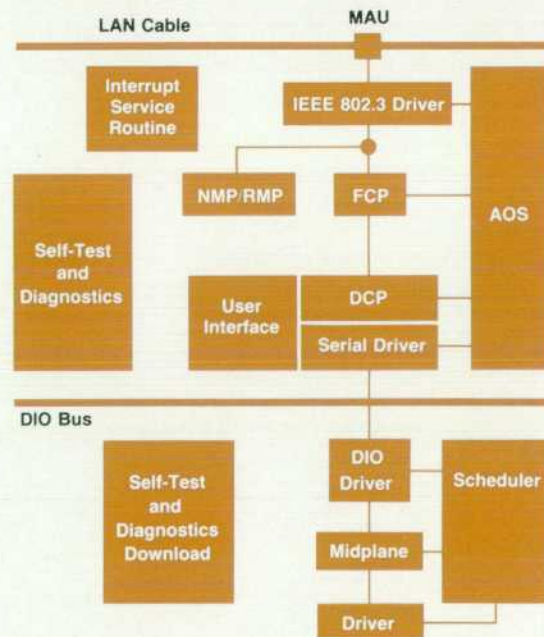 LAN Cable
MAU
Interrupt
Service
Routine
IEEE 802.3 Driver
AOS
NMP/RMP
FCP
Self-Test
and
Diagnostics
User
Interface
DCP
Serial Driver
DIO Bus
Self-Test
and
Diagnostics
Download
DIO
Driver
Scheduler
Midplane
Driver